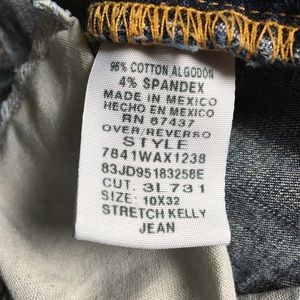 96% COTTON ALGODON
4% SPANDEX
MADE IN MEXICO
HECHO EN MEXICO
RN 87437
OVER/REVERSO
STYLE
7841WAX1238
83JD95183258E
CUT. 3L731
SIZE: 10X32
STRETCH KELLY
JEAN